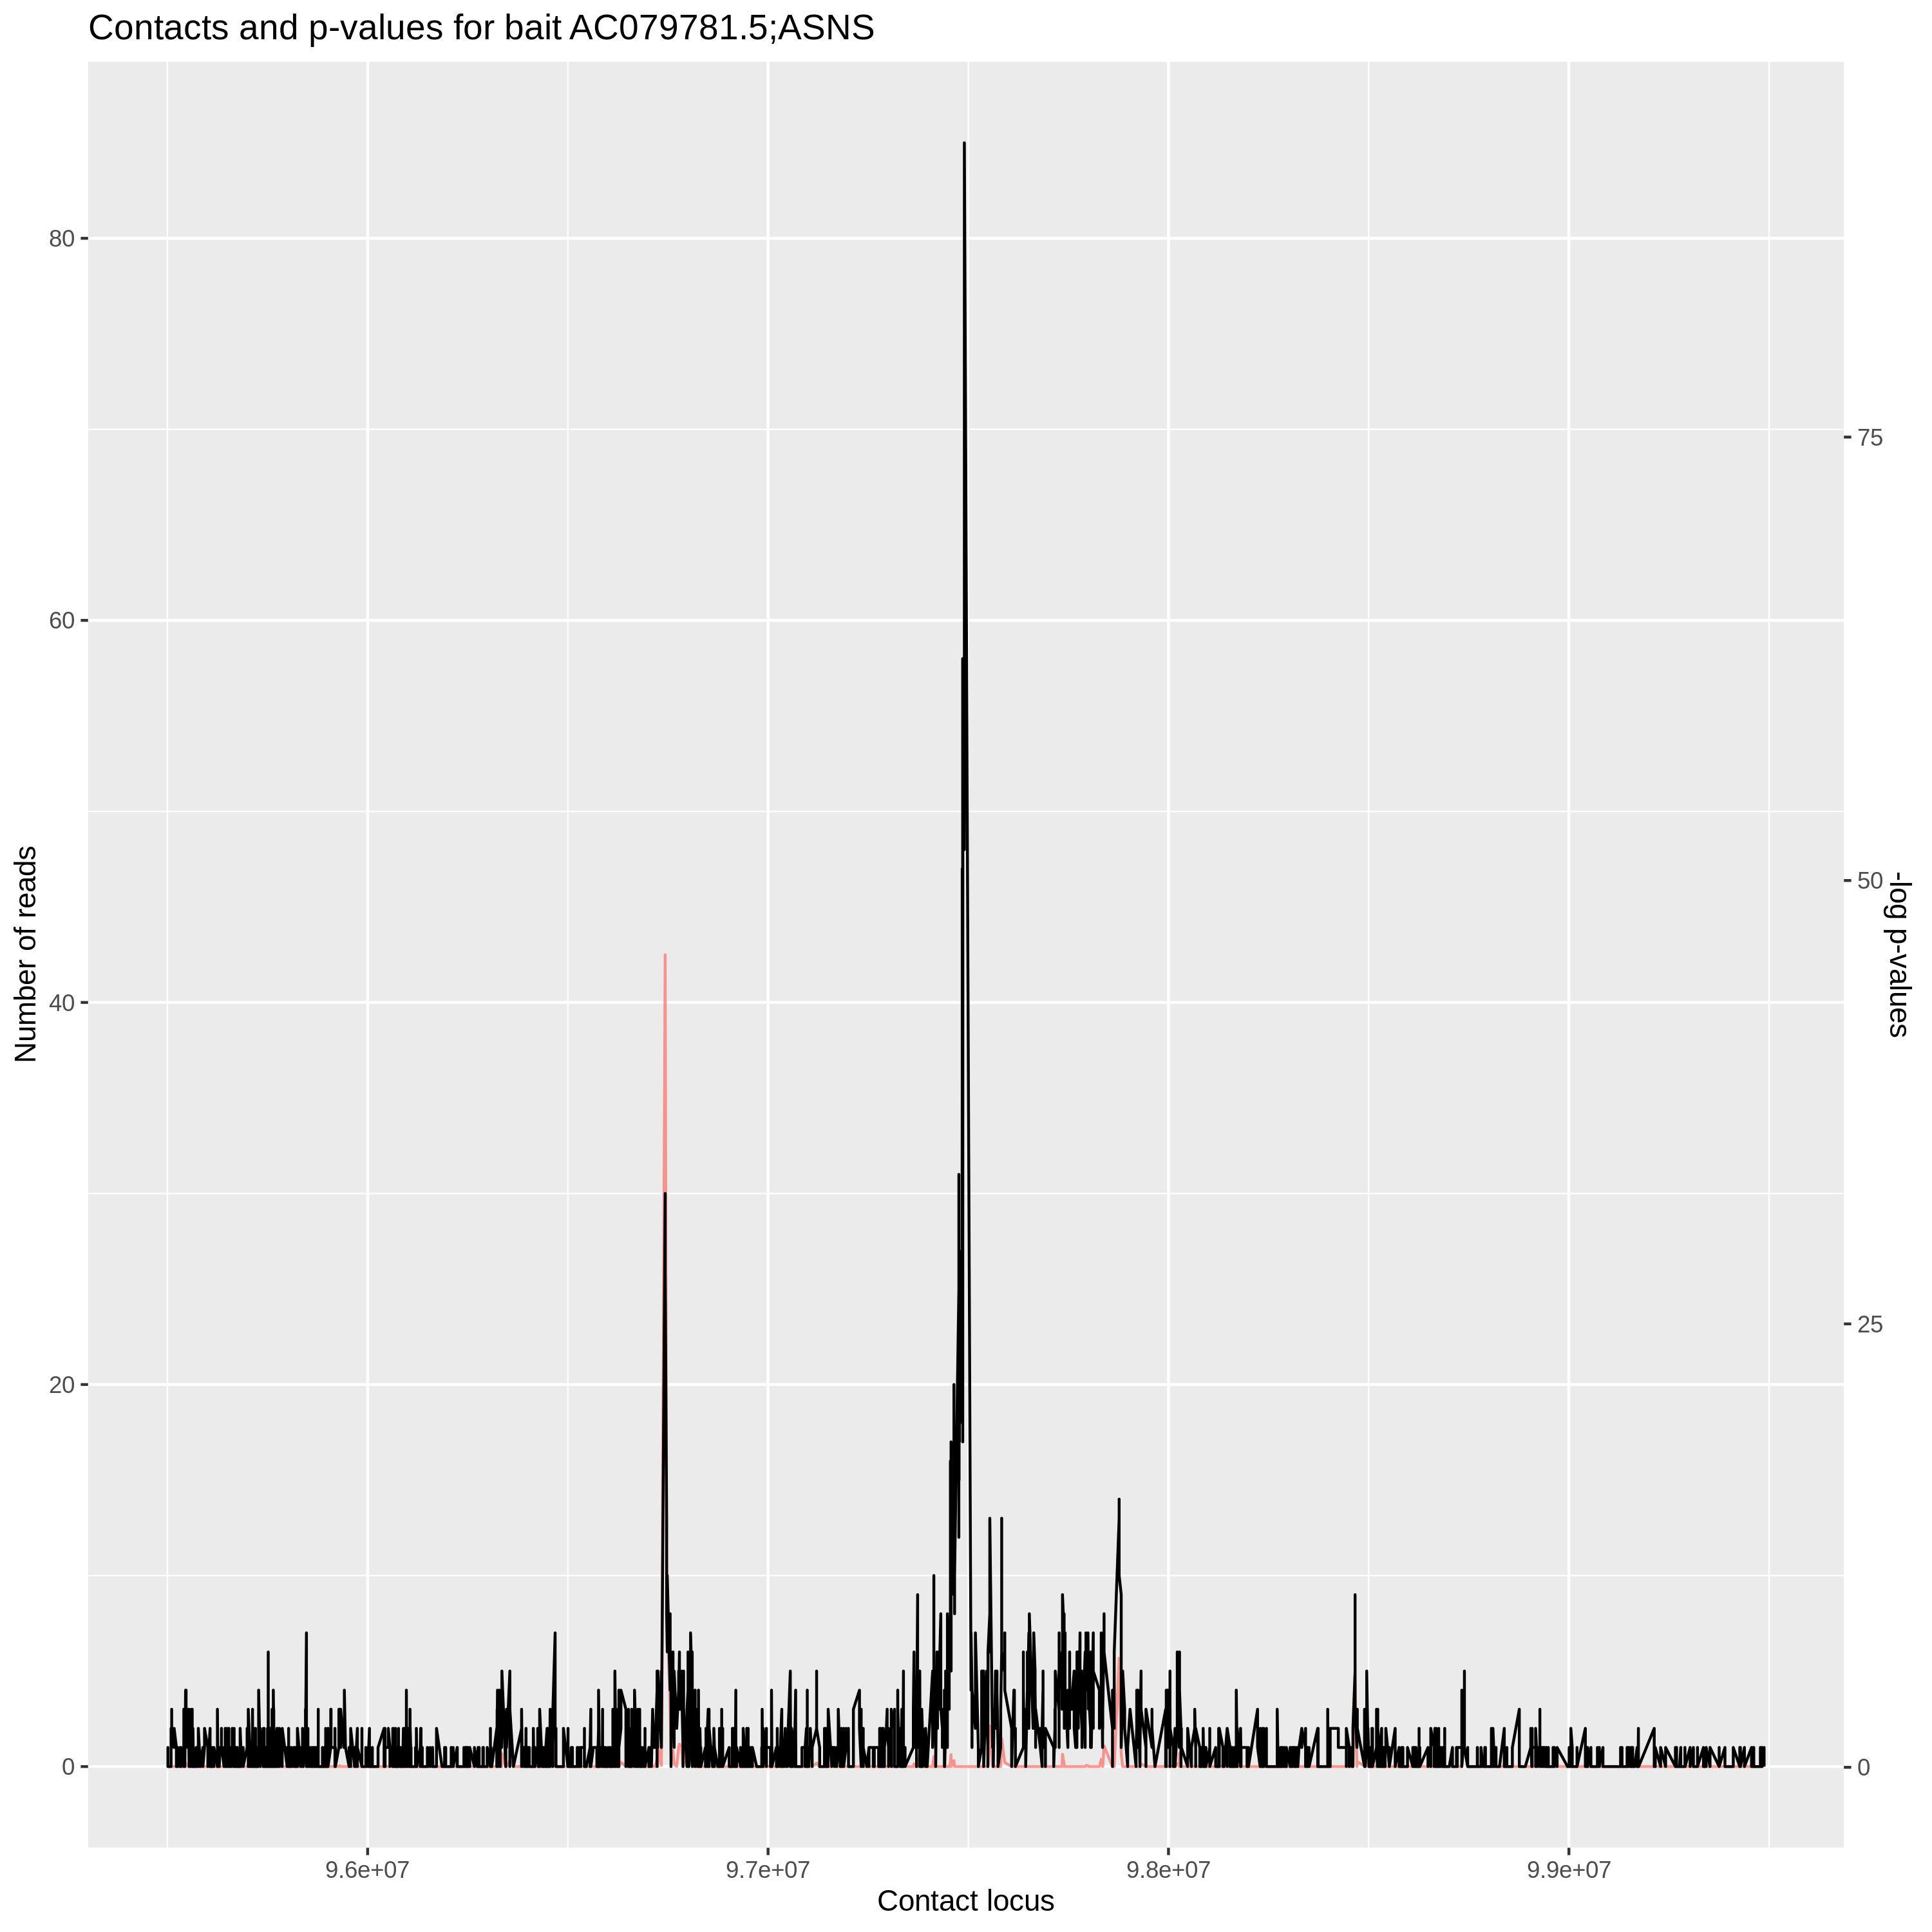 Contacts and p-values for bait AC079781.5;ASNS
80
60
40
20
0
Number of reads
75
50
25
0
-log p-values
9.6e+07
9.7e+07
9.8e+07
9.9e+07
Contact locus